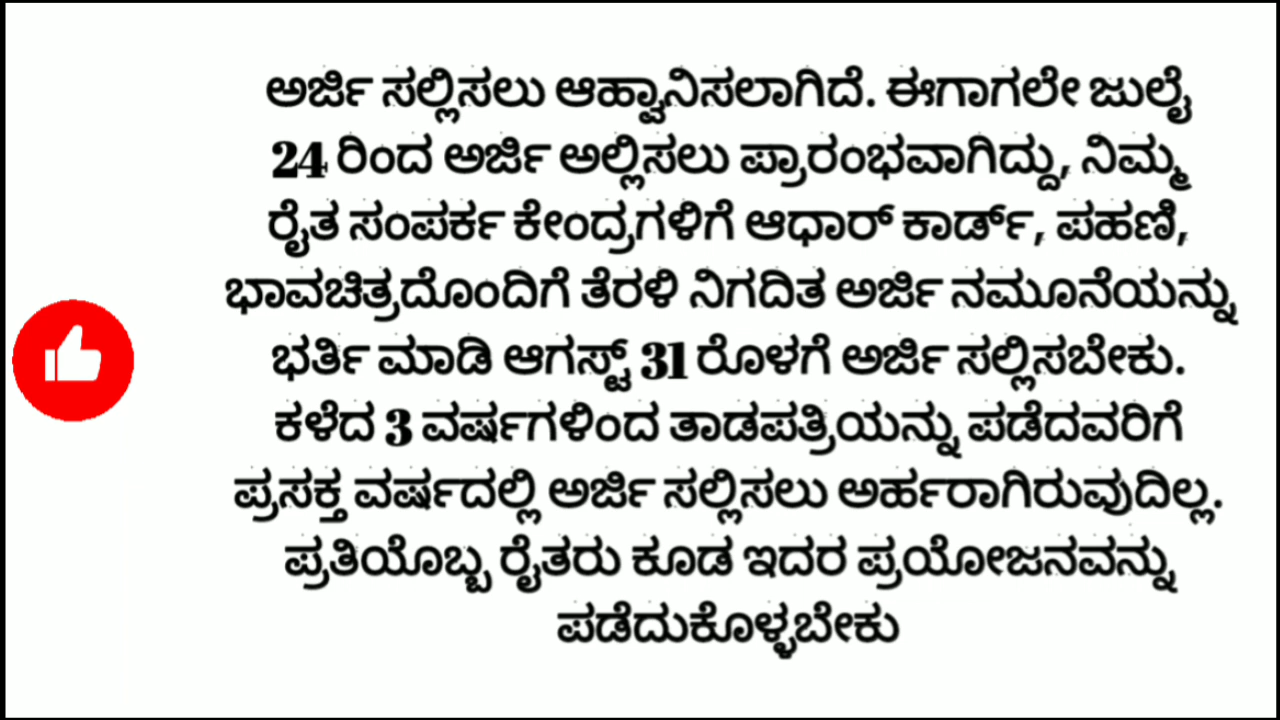 ಅರ್ಜಿ ಸಲ್ಲಿಸಲು ಆಹ್ವಾನಿಸಲಾಗಿದೆ. ಈಗಾಗಲೇ ಜುಲೈ
24 ರಿಂದ ಅರ್ಜಿ ಅಲ್ಲಿಸಲು ಪ್ರಾರಂಭವಾಗಿದ್ದು, ನಿಮ್ಮ
ರೈತ ಸಂಪರ್ಕ ಕೇಂದ್ರಗಳಿಗೆ ಆಧಾರ್ ಕಾರ್ಡ್, ಪಹಣಿ,
ಭಾವಚಿತ್ರದೊಂದಿಗೆ ತೆರಳಿ ನಿಗದಿತ ಅರ್ಜಿ ನಮೂನೆಯನ್ನು
ಭರ್ತಿ ಮಾಡಿ ಆಗಸ್ಟ್ 31 ರೊಳಗೆ ಅರ್ಜಿ ಸಲ್ಲಿಸಬೇಕು.
ಕಳೆದ 3 ವರ್ಷಗಳಿಂದ ತಾಡಪತ್ರಿಯನ್ನು ಪಡೆದವರಿಗೆ
ಪ್ರಸಕ್ತ ವರ್ಷದಲ್ಲಿ ಅರ್ಜಿ ಸಲ್ಲಿಸಲು ಅರ್ಹರಾಗಿರುವುದಿಲ್ಲ.
ಪ್ರತಿಯೊಬ್ಬ ರೈತರು ಕೂಡ ಇದರ ಪ್ರಯೋಜನವನ್ನು
ಪಡೆದುಕೊಳ್ಳಬೇಕು